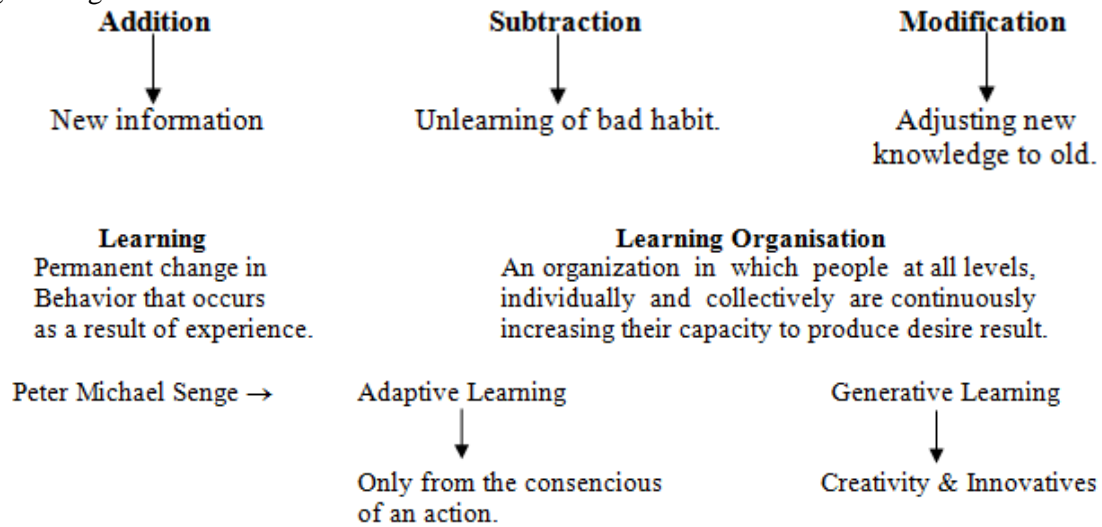 Addition Subtraction Modification
New information Unlearning of bad habit. Adjusting new
knowledge to old.
Learning Learning Organisation
Permanent change in An organization in which people at all levels,
Behavior that occurs individually and collectively are continuously
as a result of experience. increasing their capacity to produce desire result.
Peter Michael Senge → Adaptive Learning Generative Learning
Only from the consencious Creativity & Innovatives
of an action.